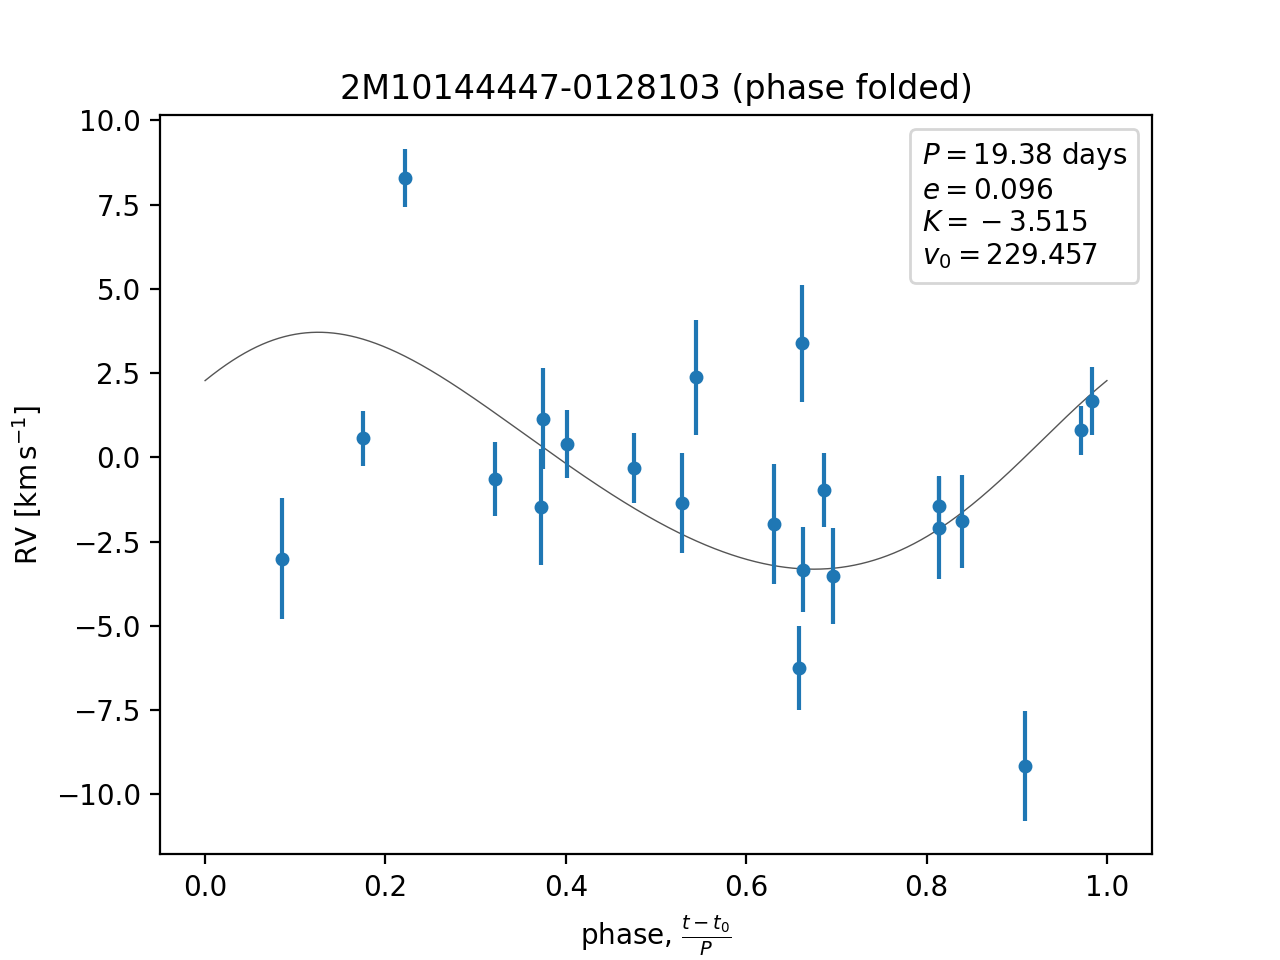 2M10144447-0128103 (phase folded)
P = 19.38 days
e = 0.096
K = −3.515
v₀ = 229.457
10.0
7.5
5.0
2.5
0.0
−2.5
−5.0
−7.5
−10.0
RV [km s⁻¹]
0.0 0.2 0.4 0.6 0.8 1.0
phase, (t − t₀)/P